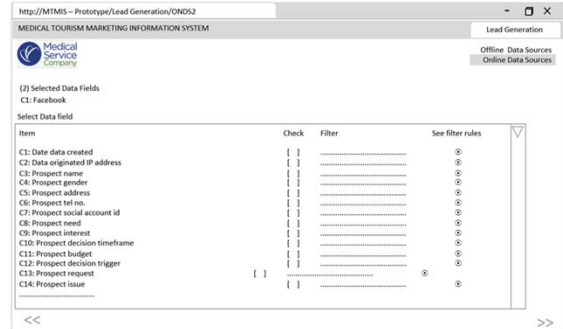 http://MTMIS – Prototype/Lead Generation/ONDS2
MEDICAL TOURISM MARKETING INFORMATION SYSTEM
Lead Generation
Medical
Service
Company
Offline Data Sources
Online Data Sources
(2) Selected Data Fields
C1: Facebook
Select Data field
Item Check Filter See filter rules
C1: Date data created [ ] ........................................
C2: Data originated IP address [ ] ........................................
C3: Prospect name [ ] ........................................
C4: Prospect gender [ ] ........................................
C5: Prospect address [ ] ........................................
C6: Prospect tel no. [ ] ........................................
C7: Prospect social account id [ ] ........................................
C8: Prospect need [ ] ........................................
C9: Prospect interest [ ] ........................................
C10: Prospect decision timeframe [ ] ........................................
C11: Prospect budget [ ] ........................................
C12: Prospect decision trigger [ ] ........................................
C13: Prospect request [ ] ........................................
C14: Prospect issue [ ] ........................................
...................................
<< >>